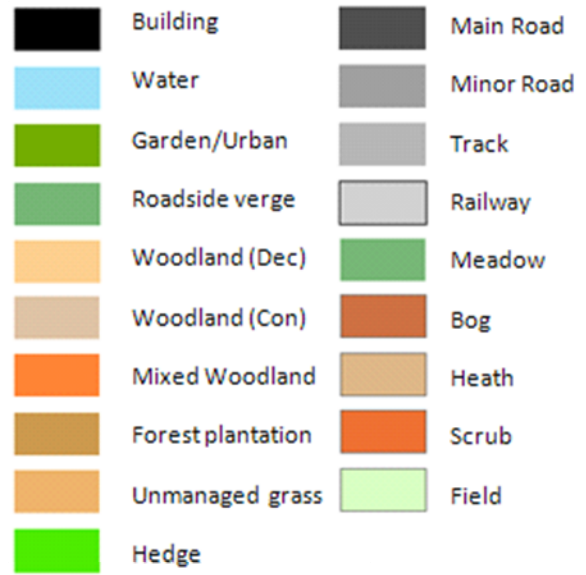 Building
Water
Garden/Urban
Roadside verge
Woodland (Dec)
Woodland (Con)
Mixed Woodland
Forest plantation
Unmanaged grass
Hedge
Main Road
Minor Road
Track
Railway
Meadow
Bog
Heath
Scrub
Field